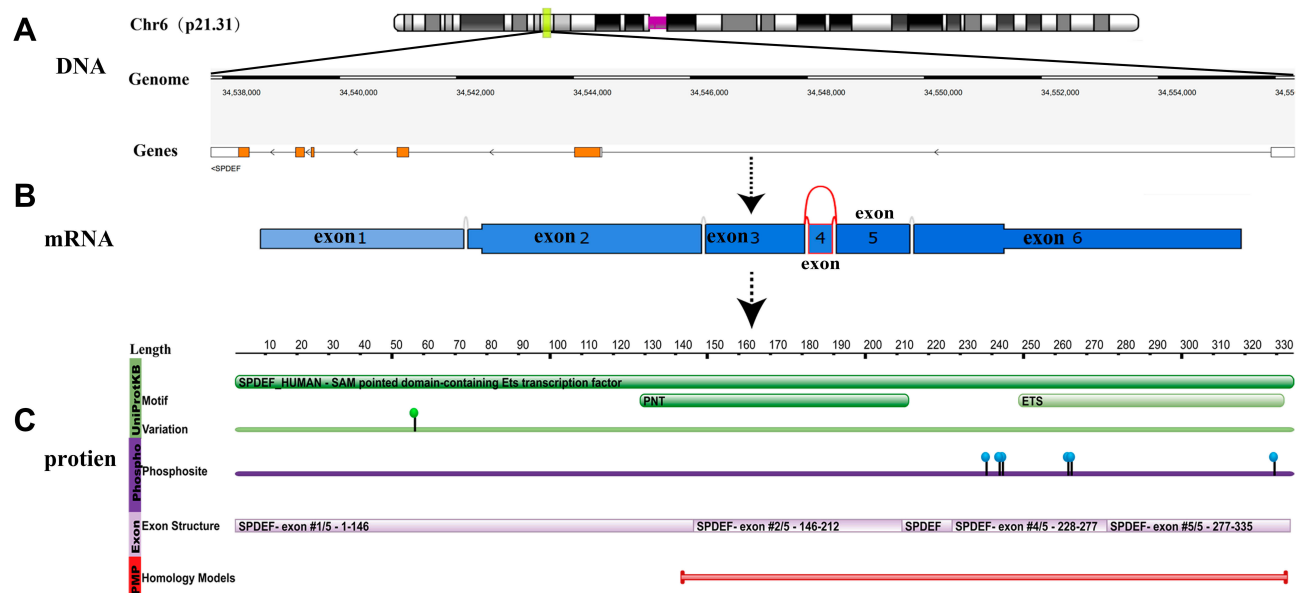 A
Chr6（p21.31）
DNA
Genome
34,538,000 34,540,000 34,542,000 34,544,000 34,546,000 34,548,000 34,550,000 34,552,000 34,554,000 34,55
Genes
<SPDEF
B
mRNA
exon 1 exon 2 exon 3 4 exon 5 exon 6
exon
Length
10 20 30 40 50 60 70 80 90 100 110 120 130 140 150 160 170 180 190 200 210 220 230 240 250 260 270 280 290 300 310 320 330
UniProtKB
SPDEF_HUMAN - SAM pointed domain-containing Ets transcription factor
Motif PNT ETS
Variation
C
protien
Phospho
Phosphosite
Exon
Exon Structure SPDEF- exon #1/5 - 1-146 SPDEF- exon #2/5 - 146-212 SPDEF SPDEF- exon #4/5 - 228-277 SPDEF- exon #5/5 - 277-335
PMP
Homology Models